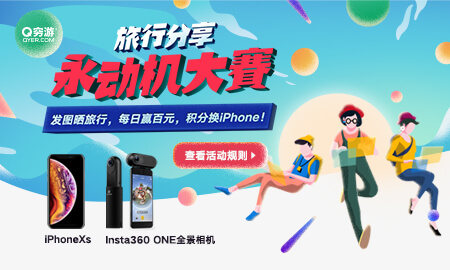 穷游
QYER.COM
旅行分享
永动机大赛
发图晒旅行，每日赢百元，积分换iPhone！
查看活动规则
iPhoneXs
Insta360 ONE全景相机